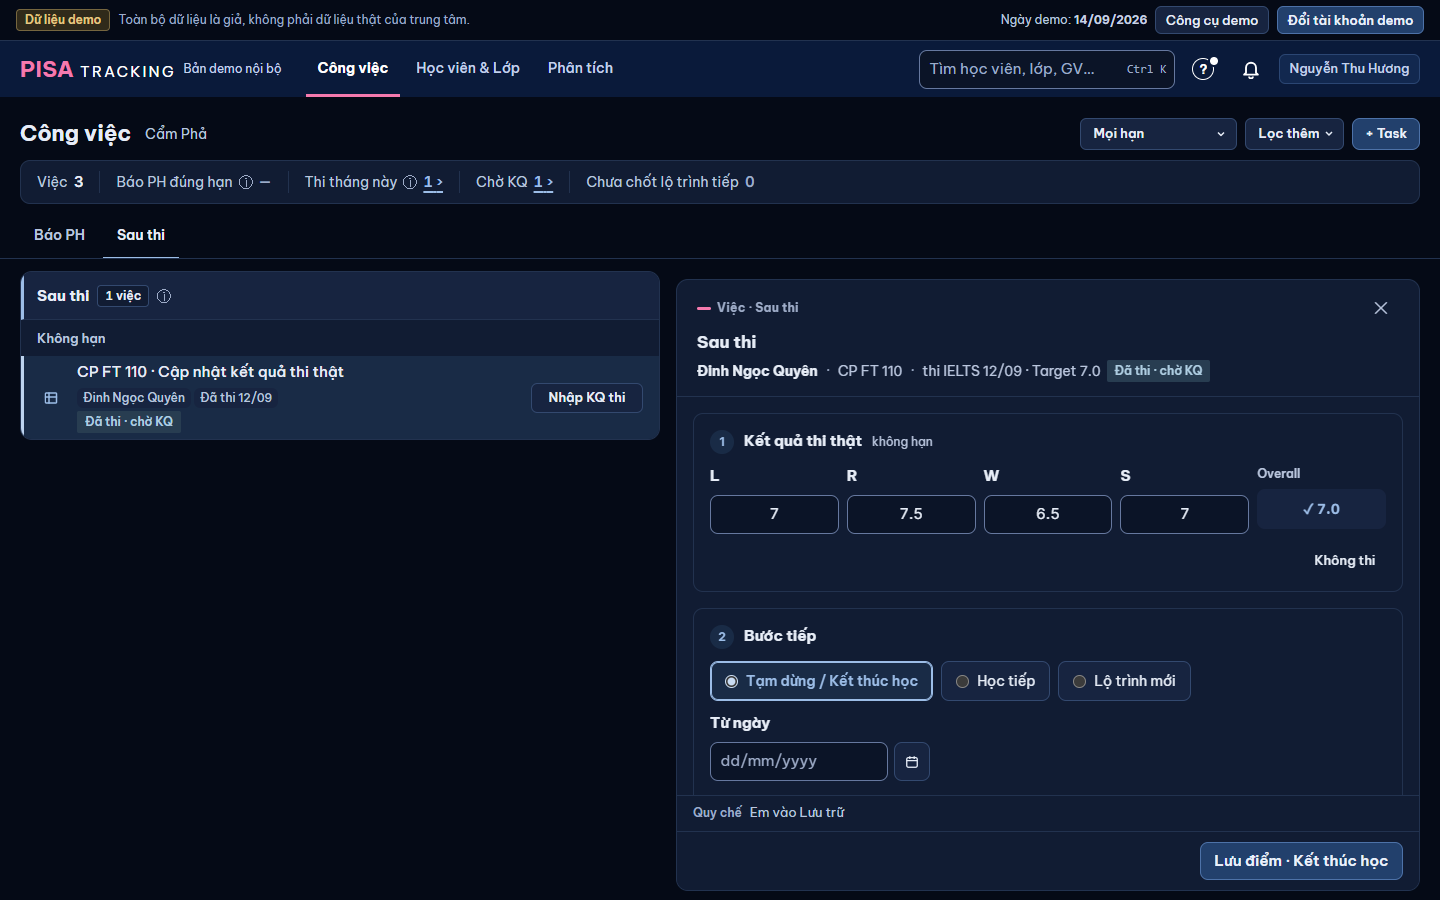 Dữ liệu demo Toàn bộ dữ liệu là giả, không phải dữ liệu thật của trung tâm. Ngày demo: 14/09/2026 Công cụ demo Đổi tài khoản demo
PISA TRACKING Bản demo nội bộ Công việc Học viên & Lớp Phân tích Tìm học viên, lớp, GV... Ctrl K ? Nguyễn Thu Hương
Công việc Cẩm Phả Mọi hạn Lọc thêm + Task
Việc 3 Báo PH đúng hạn ⓘ — Thi tháng này ⓘ 1 › Chờ KQ 1 › Chưa chốt lộ trình tiếp 0
Báo PH Sau thi
Sau thi 1 việc ⓘ
Không hạn
CP FT 110 · Cập nhật kết quả thi thật
Đinh Ngọc Quyên Đã thi 12/09
Đã thi · chờ KQ
Nhập KQ thi
Việc · Sau thi
Sau thi
Đinh Ngọc Quyên · CP FT 110 · thi IELTS 12/09 · Target 7.0 Đã thi · chờ KQ
1 Kết quả thi thật không hạn
L R W S Overall
7 7.5 6.5 7 ✓ 7.0
Không thi
2 Bước tiếp
Tạm dừng / Kết thúc học Học tiếp Lộ trình mới
Từ ngày
dd/mm/yyyy
Quy chế Em vào Lưu trữ
Lưu điểm · Kết thúc học